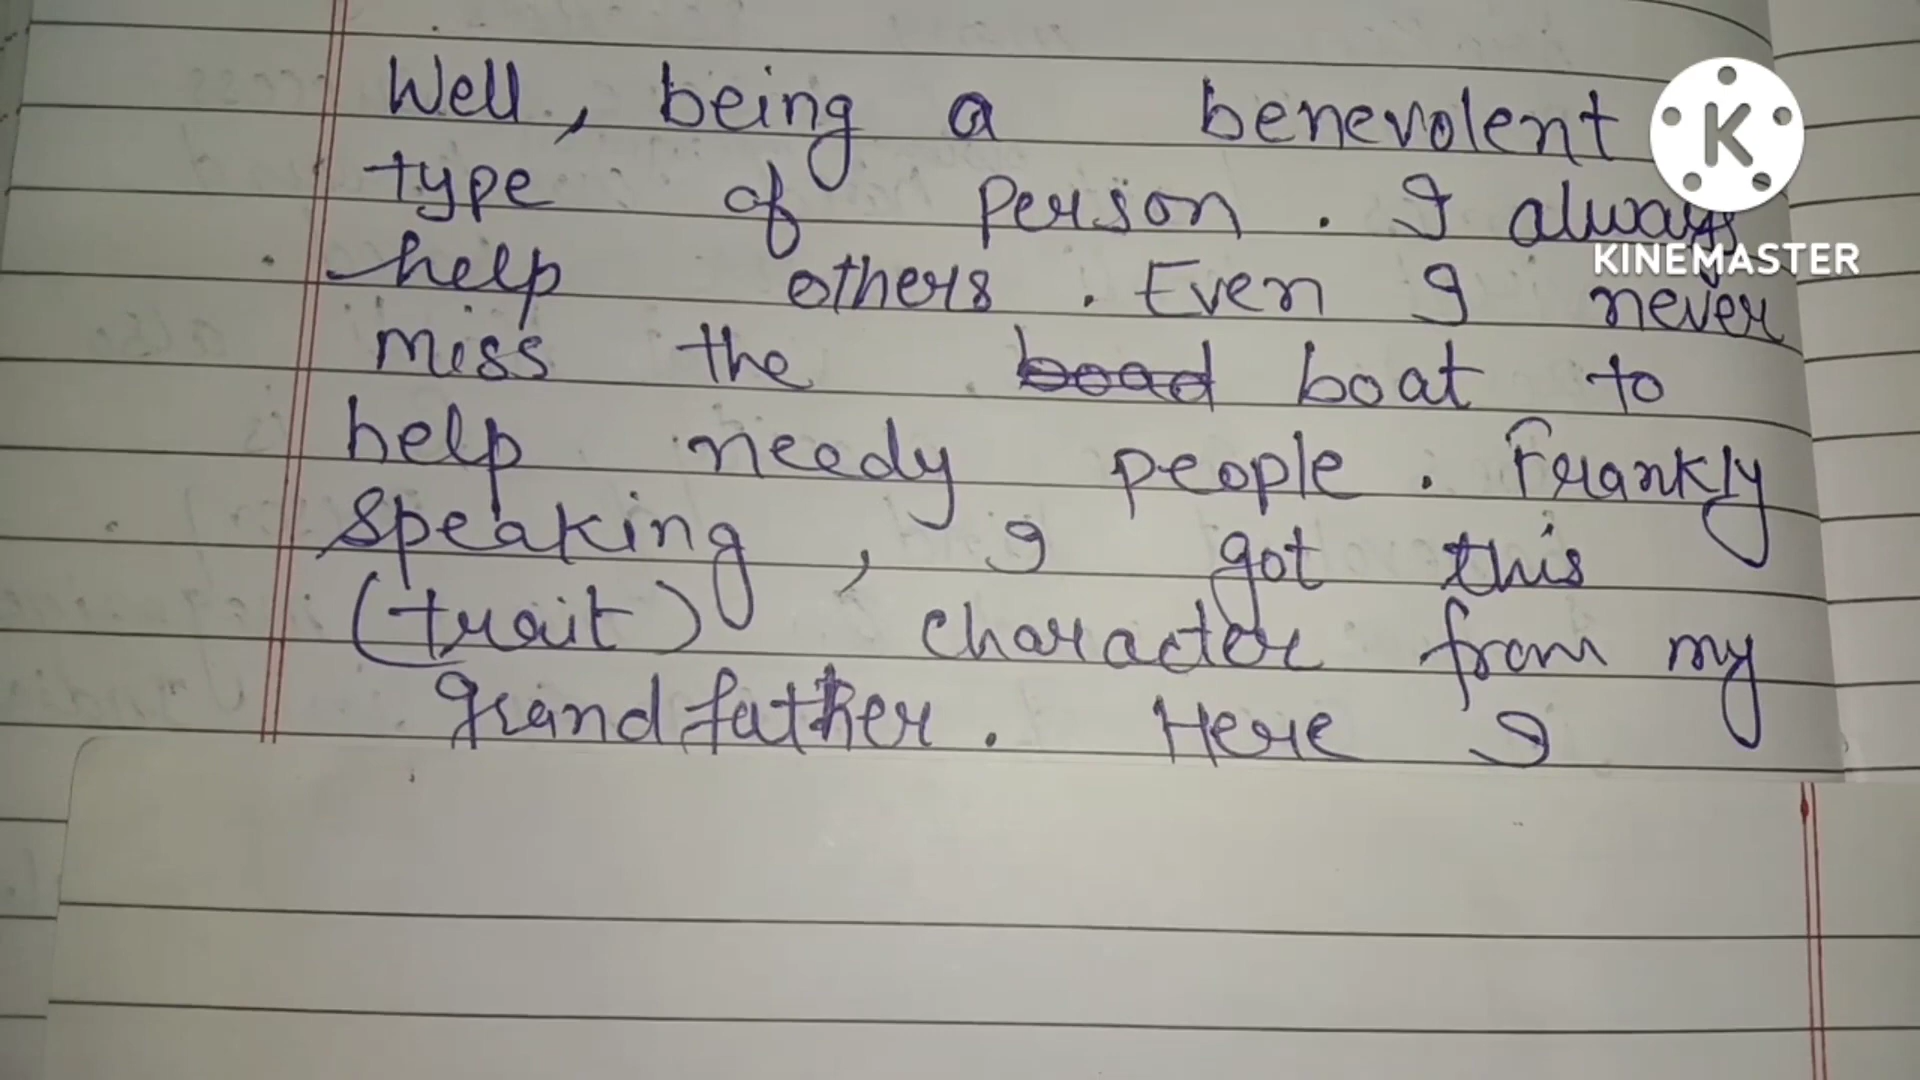 Well, being a benevolent
type of person. I always
help others. Even I never
miss the boad boat to
help needy people. Frankly
speaking, I got this
(trait) character from my
grandfather. Here I
K
KINEMASTER